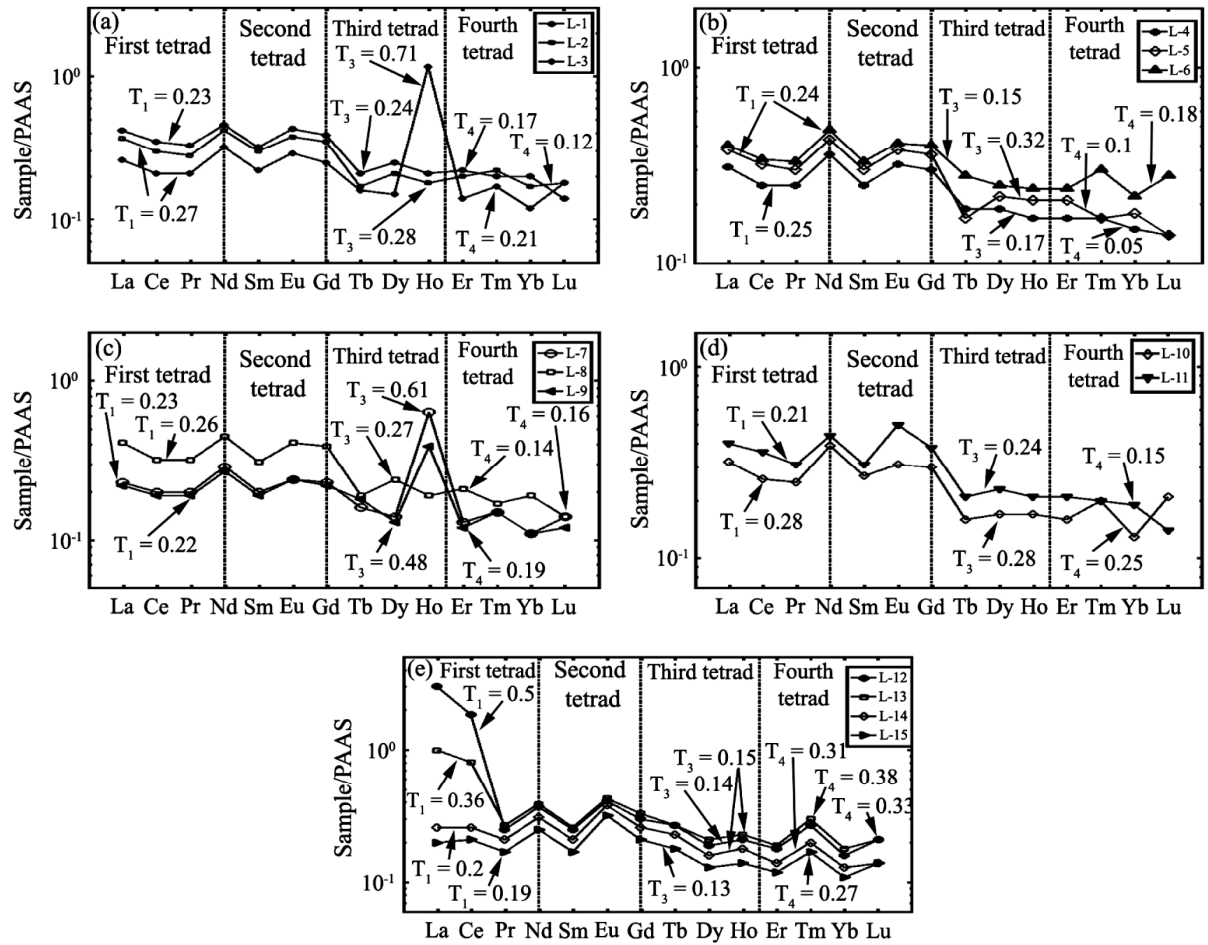 (a)
First tetrad
Second
tetrad
Third tetrad
Fourth
tetrad
L-1
L-2
L-3
T1 = 0.23
T3 = 0.71
T3 = 0.24
T4 = 0.17
T4 = 0.12
T1 = 0.27
T3 = 0.28
T4 = 0.21
Sample/PAAS
10^0
10^-1
La Ce Pr Nd Sm Eu Gd Tb Dy Ho Er Tm Yb Lu
(b)
First tetrad
Second
tetrad
Third tetrad
Fourth
tetrad
L-4
L-5
L-6
T1 = 0.24
T3 = 0.15
T3 = 0.32
T4 = 0.1
T4 = 0.18
T1 = 0.25
T3 = 0.17
T4 = 0.05
Sample/PAAS
10^0
10^-1
La Ce Pr Nd Sm Eu Gd Tb Dy Ho Er Tm Yb Lu
(c)
First tetrad
Second
tetrad
Third tetrad
Fourth
tetrad
L-7
L-8
L-9
T1 = 0.23
T1 = 0.26
T3 = 0.61
T3 = 0.27
T4 = 0.16
T4 = 0.14
T1 = 0.22
T3 = 0.48
T4 = 0.19
Sample/PAAS
10^0
10^-1
La Ce Pr Nd Sm Eu Gd Tb Dy Ho Er Tm Yb Lu
(d)
First tetrad
Second
tetrad
Third tetrad
Fourth
tetrad
L-10
L-11
T1 = 0.21
T3 = 0.24
T4 = 0.15
T1 = 0.28
T3 = 0.28
T4 = 0.25
Sample/PAAS
10^0
10^-1
La Ce Pr Nd Sm Eu Gd Tb Dy Ho Er Tm Yb Lu
(e)
First tetrad
Second
tetrad
Third tetrad
Fourth
tetrad
L-12
L-13
L-14
L-15
T1 = 0.5
T1 = 0.36
T1 = 0.2
T1 = 0.19
T3 = 0.15
T3 = 0.14
T3 = 0.13
T4 = 0.31
T4 = 0.38
T4 = 0.33
T4 = 0.27
Sample/PAAS
10^0
10^-1
La Ce Pr Nd Sm Eu Gd Tb Dy Ho Er Tm Yb Lu